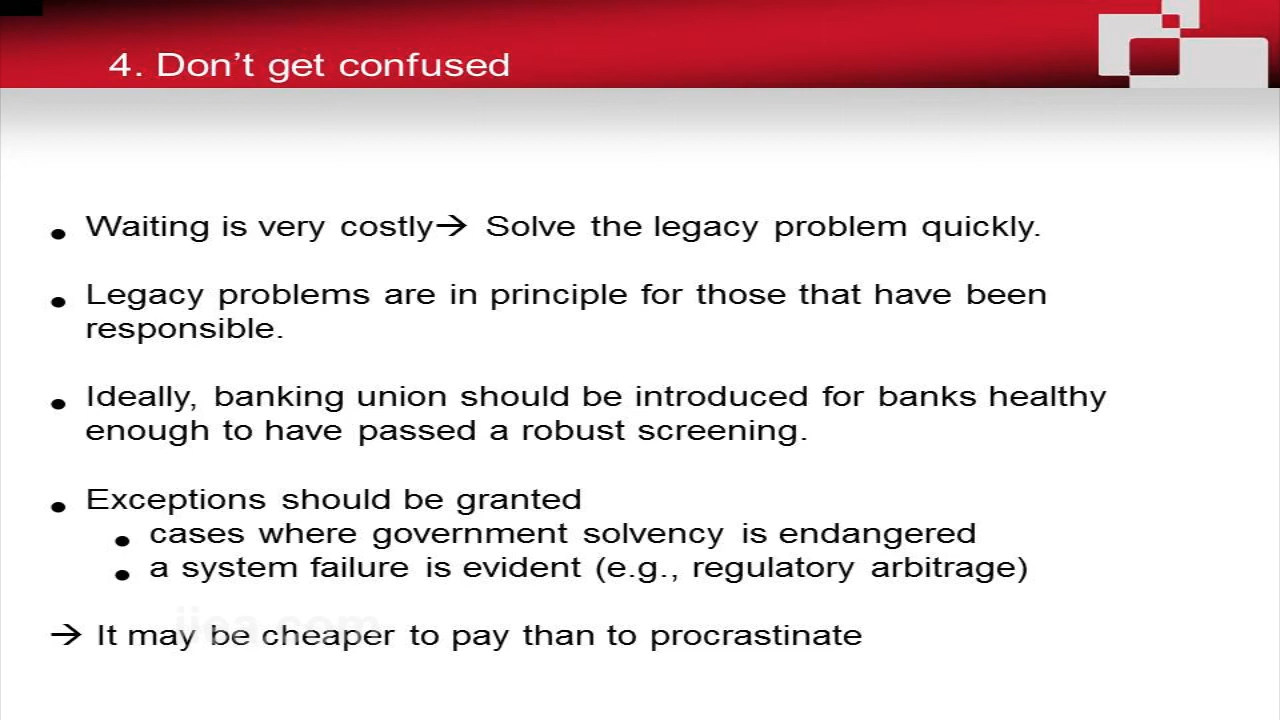 4. Don't get confused
• Waiting is very costly→ Solve the legacy problem quickly.
• Legacy problems are in principle for those that have been
responsible.
• Ideally, banking union should be introduced for banks healthy
enough to have passed a robust screening.
• Exceptions should be granted
• cases where government solvency is endangered
• a system failure is evident (e.g., regulatory arbitrage)
→ It may be cheaper to pay than to procrastinate